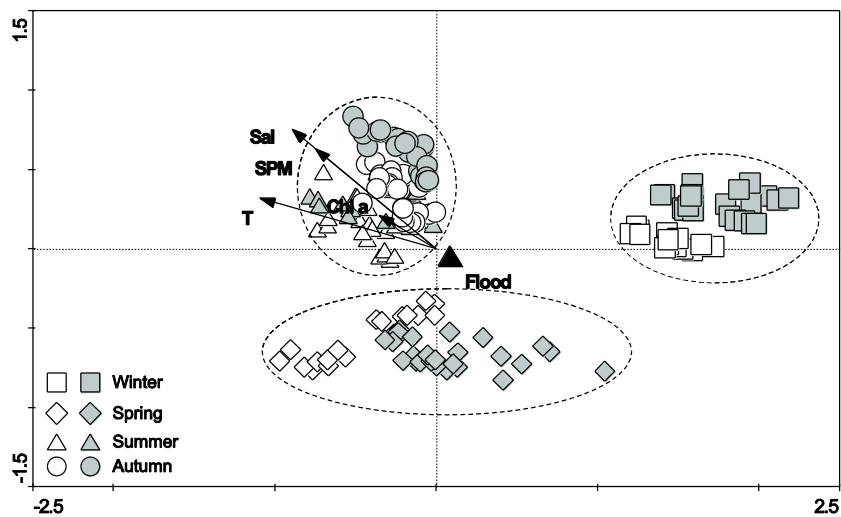 1.5
Sal
SPM
Chl a
T
Flood
Winter
Spring
Summer
Autumn
-1.5
-2.5 2.5